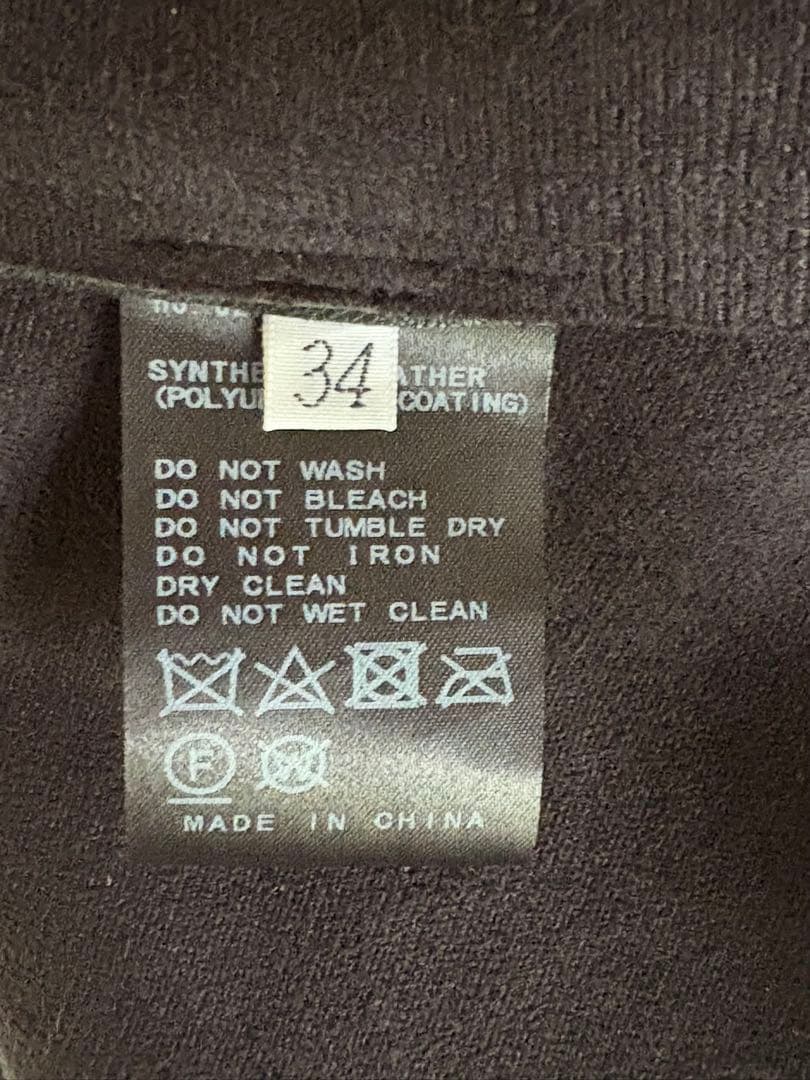 34
DO NOT WASH
DO NOT BLEACH
DO NOT TUMBLE DRY
DO NOT IRON
DRY CLEAN
DO NOT WET CLEAN
F
W
MADE IN CHINA
COATING)